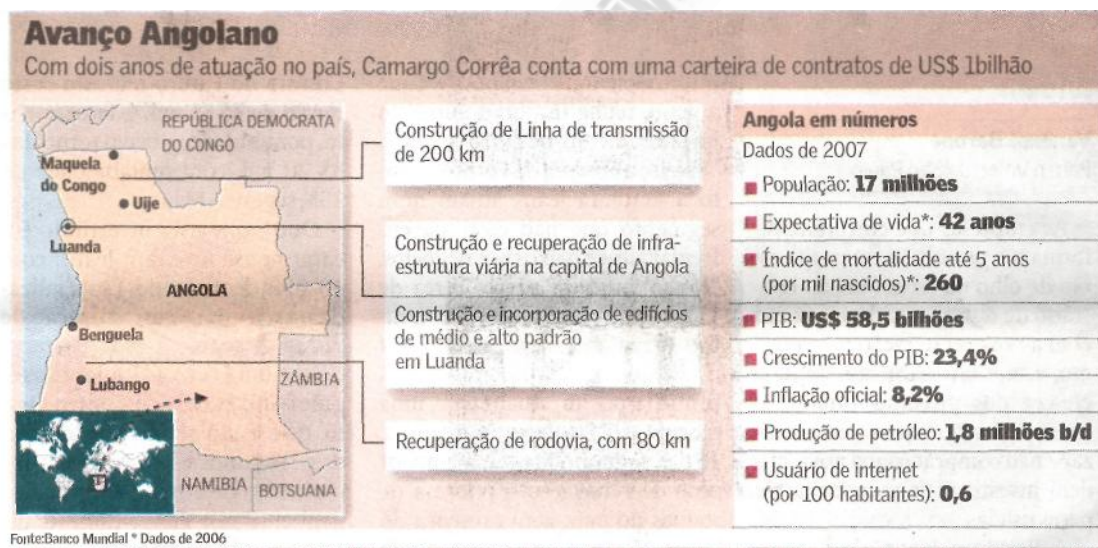 Avanço Angolano
Com dois anos de atuação no país, Camargo Corrêa conta com uma carteira de contratos de US$ 1bilhão
REPÚBLICA DEMOCRATA
DO CONGO
Maquela
do Congo
Uije
Luanda
ANGOLA
Benguela
Lubango
ZÂMBIA
NAMIBIA
BOTSUANA
Construção de Linha de transmissão
de 200 km
Construção e recuperação de infra-
estrutura viária na capital de Angola
Construção e incorporação de edifícios
de médio e alto padrão
em Luanda
Recuperação de rodovia, com 80 km
Angola em números
Dados de 2007
População: 17 milhões
Expectativa de vida*: 42 anos
Índice de mortalidade até 5 anos
(por mil nascidos)*: 260
PIB: US$ 58,5 bilhões
Crescimento do PIB: 23,4%
Inflação oficial: 8,2%
Produção de petróleo: 1,8 milhões b/d
Usuário de internet
(por 100 habitantes): 0,6
Fonte:Banco Mundial * Dados de 2006